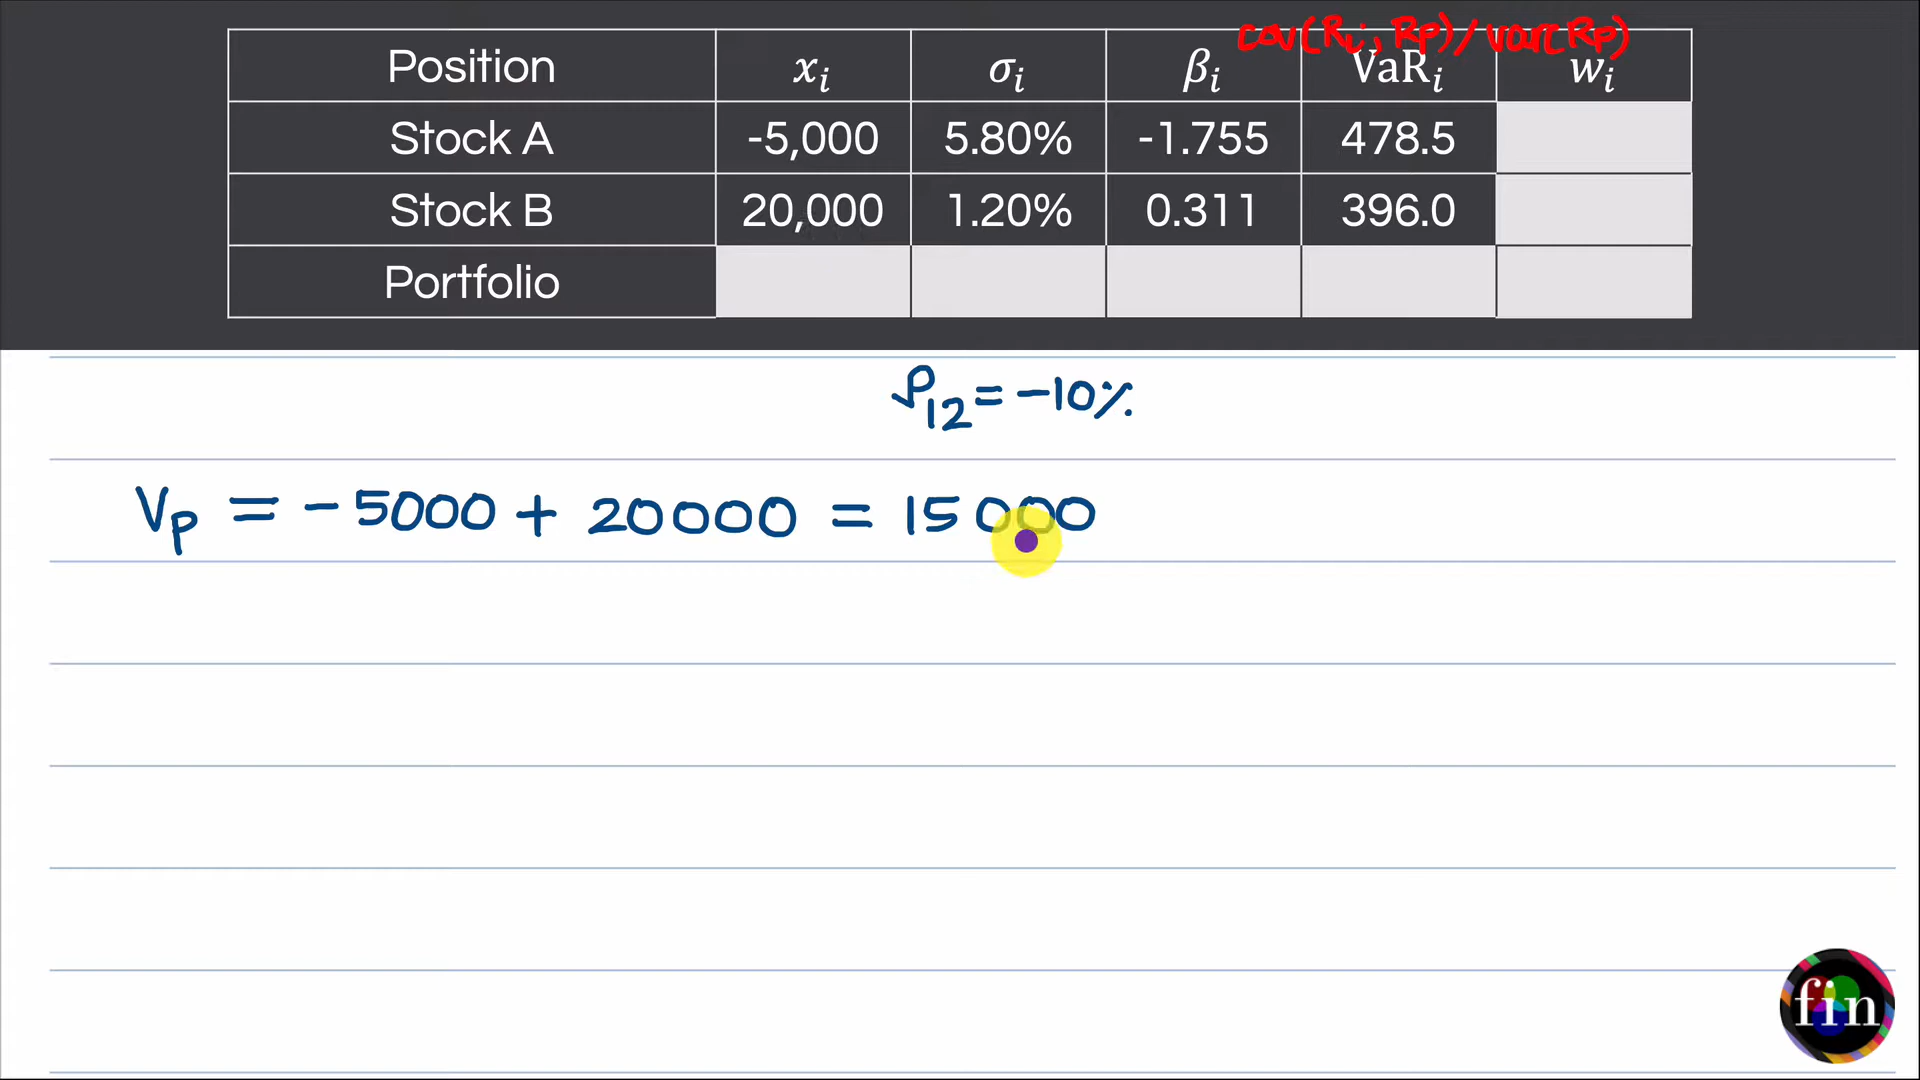 cov(Ri, Rp)/var(Rp)
Position xᵢ σᵢ βᵢ VaRᵢ wᵢ
Stock A -5,000 5.80% -1.755 478.5
Stock B 20,000 1.20% 0.311 396.0
Portfolio
ρ₁₂ = -10%
Vp = -5000 + 20000 = 15000
fin